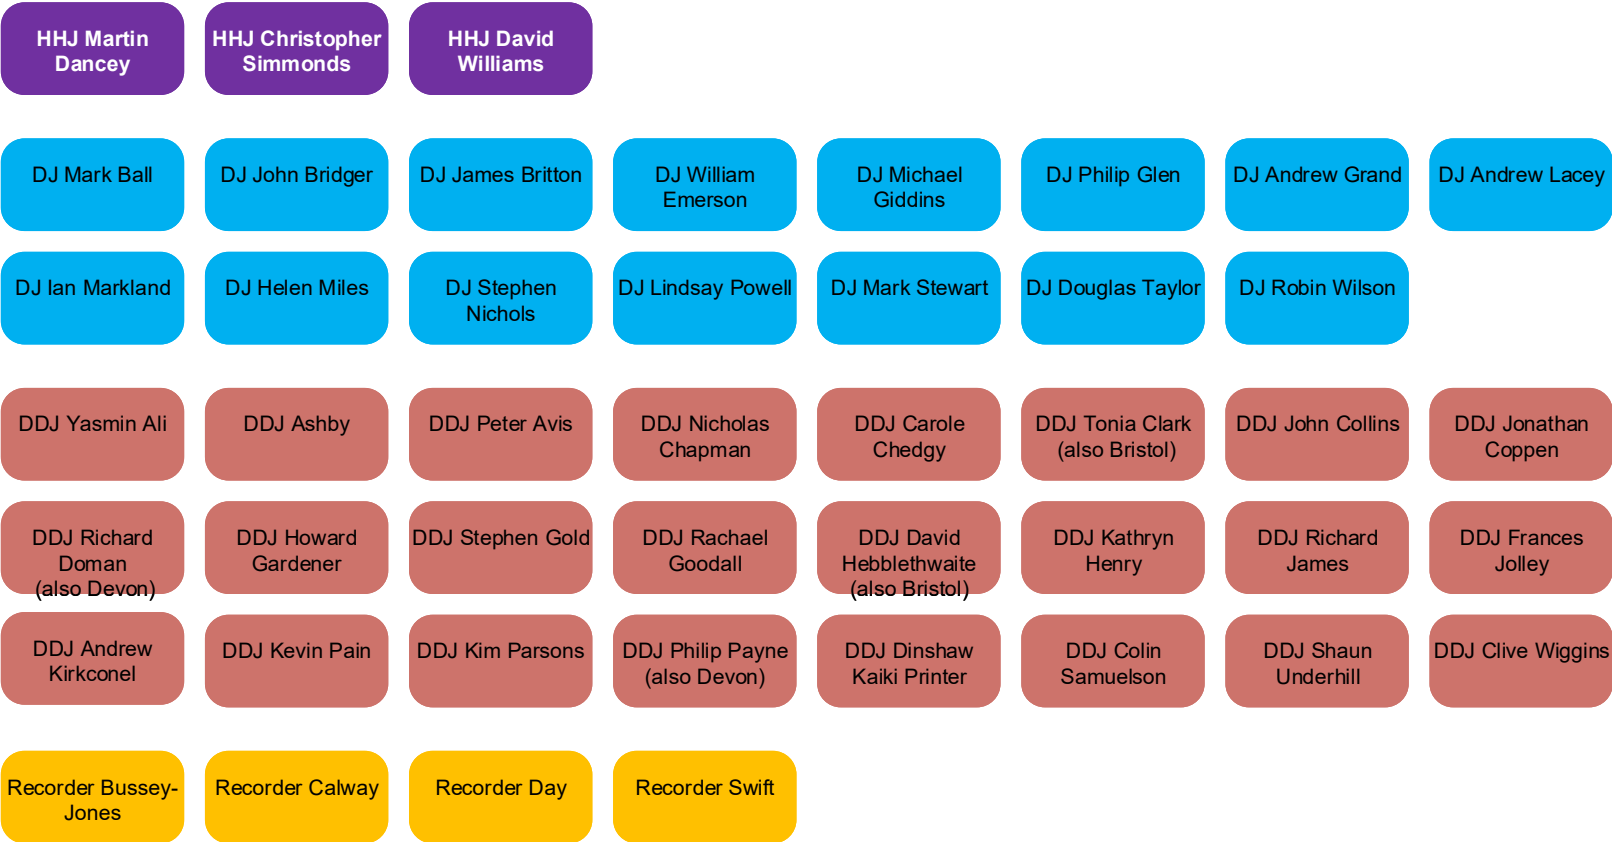 HHJ Martin
Dancey
HHJ Christopher
Simmonds
HHJ David
Williams
DJ Mark Ball
DJ John Bridger
DJ James Britton
DJ William
Emerson
DJ Michael
Giddins
DJ Philip Glen
DJ Andrew Grand
DJ Andrew Lacey
DJ Ian Markland
DJ Helen Miles
DJ Stephen
Nichols
DJ Lindsay Powell
DJ Mark Stewart
DJ Douglas Taylor
DJ Robin Wilson
DDJ Yasmin Ali
DDJ Ashby
DDJ Peter Avis
DDJ Nicholas
Chapman
DDJ Carole
Chedgy
DDJ Tonia Clark
(also Bristol)
DDJ John Collins
DDJ Jonathan
Coppen
DDJ Richard
Doman
(also Devon)
DDJ Howard
Gardener
DDJ Stephen Gold
DDJ Rachael
Goodall
DDJ David
Hebblethwaite
(also Bristol)
DDJ Kathryn
Henry
DDJ Richard
James
DDJ Frances
Jolley
DDJ Andrew
Kirkconel
DDJ Kevin Pain
DDJ Kim Parsons
DDJ Philip Payne
(also Devon)
DDJ Dinshaw
Kaiki Printer
DDJ Colin
Samuelson
DDJ Shaun
Underhill
DDJ Clive Wiggins
Recorder Bussey-
Jones
Recorder Calway
Recorder Day
Recorder Swift